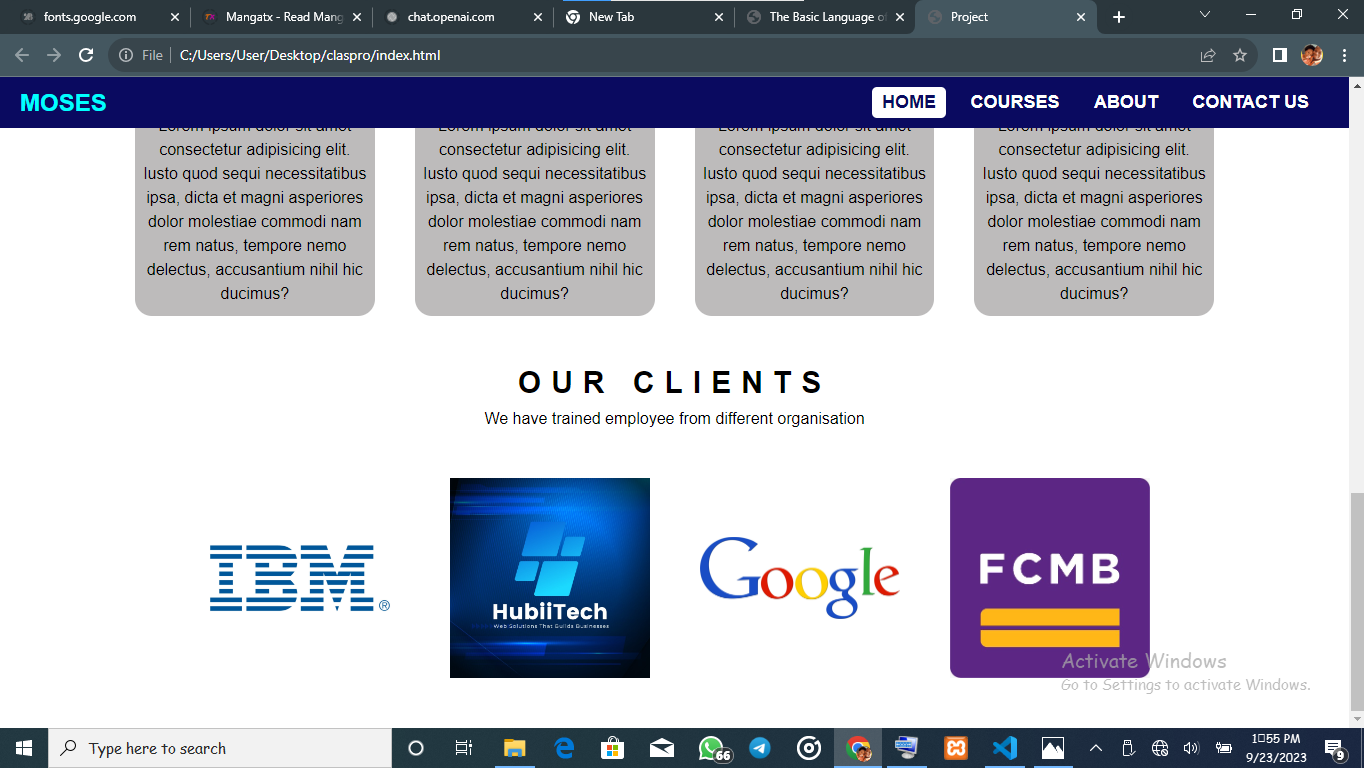 fonts.google.com
Mangatx - Read Mang
chat.openai.com
New Tab
The Basic Language of
Project
File
C:/Users/User/Desktop/claspro/index.html
MOSES
HOME
COURSES
ABOUT
CONTACT US
Lorem ipsum dolor sit amet
consectetur adipisicing elit.
Iusto quod sequi necessitatibus
ipsa, dicta et magni asperiores
dolor molestiae commodi nam
rem natus, tempore nemo
delectus, accusantium nihil hic
ducimus?
Lorem ipsum dolor sit amet
consectetur adipisicing elit.
Iusto quod sequi necessitatibus
ipsa, dicta et magni asperiores
dolor molestiae commodi nam
rem natus, tempore nemo
delectus, accusantium nihil hic
ducimus?
Lorem ipsum dolor sit amet
consectetur adipisicing elit.
Iusto quod sequi necessitatibus
ipsa, dicta et magni asperiores
dolor molestiae commodi nam
rem natus, tempore nemo
delectus, accusantium nihil hic
ducimus?
Lorem ipsum dolor sit amet
consectetur adipisicing elit.
Iusto quod sequi necessitatibus
ipsa, dicta et magni asperiores
dolor molestiae commodi nam
rem natus, tempore nemo
delectus, accusantium nihil hic
ducimus?
OUR CLIENTS
We have trained employee from different organisation
IBM®
HubiiTech
Web Solutions That Builds Businesses
Google
FCMB
Activate Windows
Go to Settings to activate Windows.
Type here to search
66
1:55 PM
9/23/2023
9